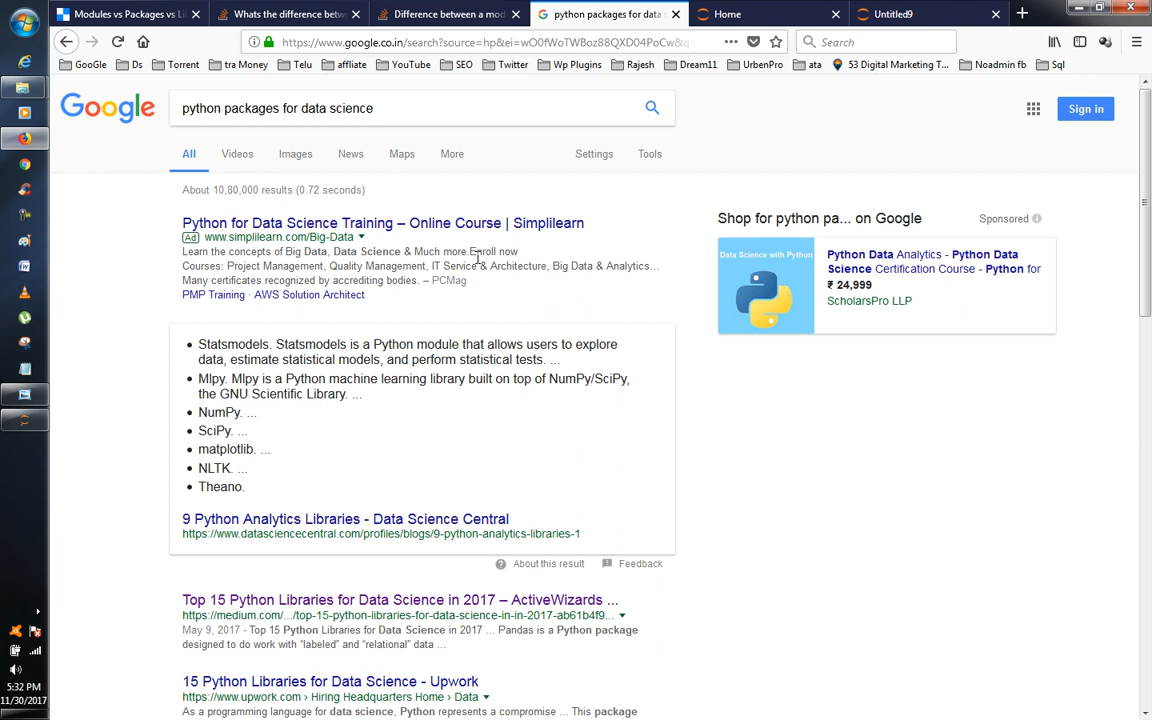 Modules vs Packages vs Li
Whats the difference betw
Difference between a mod
python packages for data s
Home
Untitled9
https://www.google.co.in/search?source=hp&ei=wO0fWoTWBoz88QXD04PoCw&q=
Search
GooGle
Ds
Torrent
tra Money
Telu
affliate
YouTube
SEO
Twitter
Wp Plugins
Rajesh
Dream11
UrbenPro
ata
53 Digital Marketing T...
Noadmin fb
Sql
Google
python packages for data science
Sign in
All
Videos
Images
News
Maps
More
Settings
Tools
About 10,80,000 results (0.72 seconds)
Python for Data Science Training – Online Course | Simplilearn
Ad www.simplilearn.com/Big-Data
Learn the concepts of Big Data, Data Science & Much more.Enroll now
Courses: Project Management, Quality Management, IT Service & Architecture, Big Data & Analytics...
Many certificates recognized by accrediting bodies. – PCMag
PMP Training · AWS Solution Architect
Shop for python pa... on Google
Sponsored
Data Science with Python
Python Data Analytics - Python Data
Science Certification Course - Python for
₹ 24,999
ScholarsPro LLP
Statsmodels. Statsmodels is a Python module that allows users to explore
data, estimate statistical models, and perform statistical tests. ...
Mlpy. Mlpy is a Python machine learning library built on top of NumPy/SciPy,
the GNU Scientific Library. ...
NumPy. ...
SciPy. ...
matplotlib. ...
NLTK. ...
Theano.
9 Python Analytics Libraries - Data Science Central
https://www.datasciencecentral.com/profiles/blogs/9-python-analytics-libraries-1
About this result
Feedback
Top 15 Python Libraries for Data Science in 2017 – ActiveWizards ...
https://medium.com/.../top-15-python-libraries-for-data-science-in-in-2017-ab61b4f9...
May 9, 2017 - Top 15 Python Libraries for Data Science in 2017 ... Pandas is a Python package
designed to do work with “labeled” and “relational” data ...
15 Python Libraries for Data Science - Upwork
https://www.upwork.com › Hiring Headquarters Home › Data
As a programming language for data science, Python represents a compromise ... This package
5:32 PM
11/30/2017